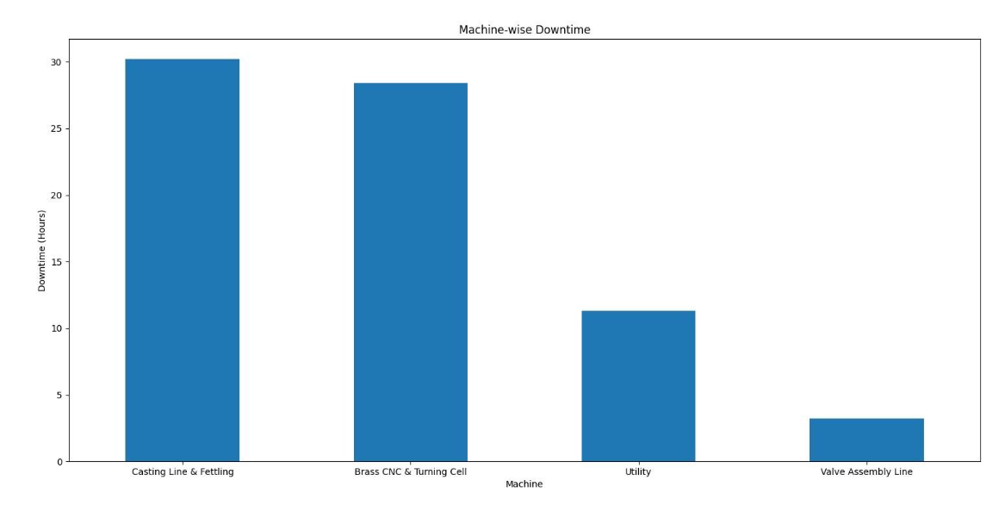 Machine-wise Downtime
30
25
20
15
10
5
0
Downtime (Hours)
Casting Line & Fettling
Brass CNC & Turning Cell
Utility
Valve Assembly Line
Machine